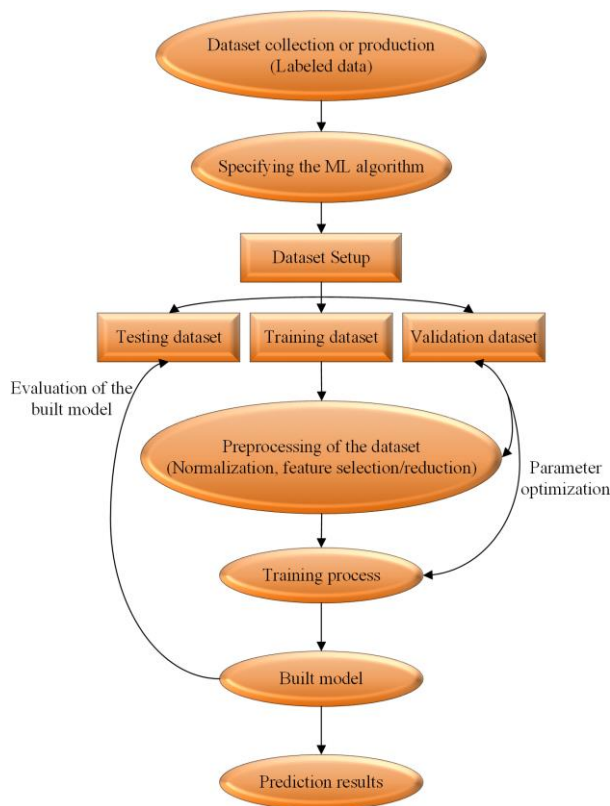 Dataset collection or production
(Labeled data)
Specifying the ML algorithm
Dataset Setup
Testing dataset
Training dataset
Validation dataset
Evaluation of the
built model
Preprocessing of the dataset
(Normalization, feature selection/reduction)
Parameter
optimization
Training process
Built model
Prediction results